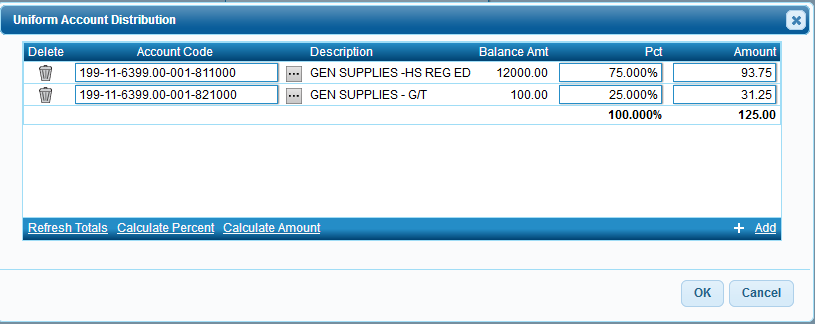 Uniform Account Distribution
Delete Account Code Description Balance Amt Pct Amount
199-11-6399.00-001-811000 ... GEN SUPPLIES -HS REG ED 12000.00 75.000% 93.75
199-11-6399.00-001-821000 ... GEN SUPPLIES - G/T 100.00 25.000% 31.25
100.000% 125.00
Refresh Totals Calculate Percent Calculate Amount + Add
OK Cancel